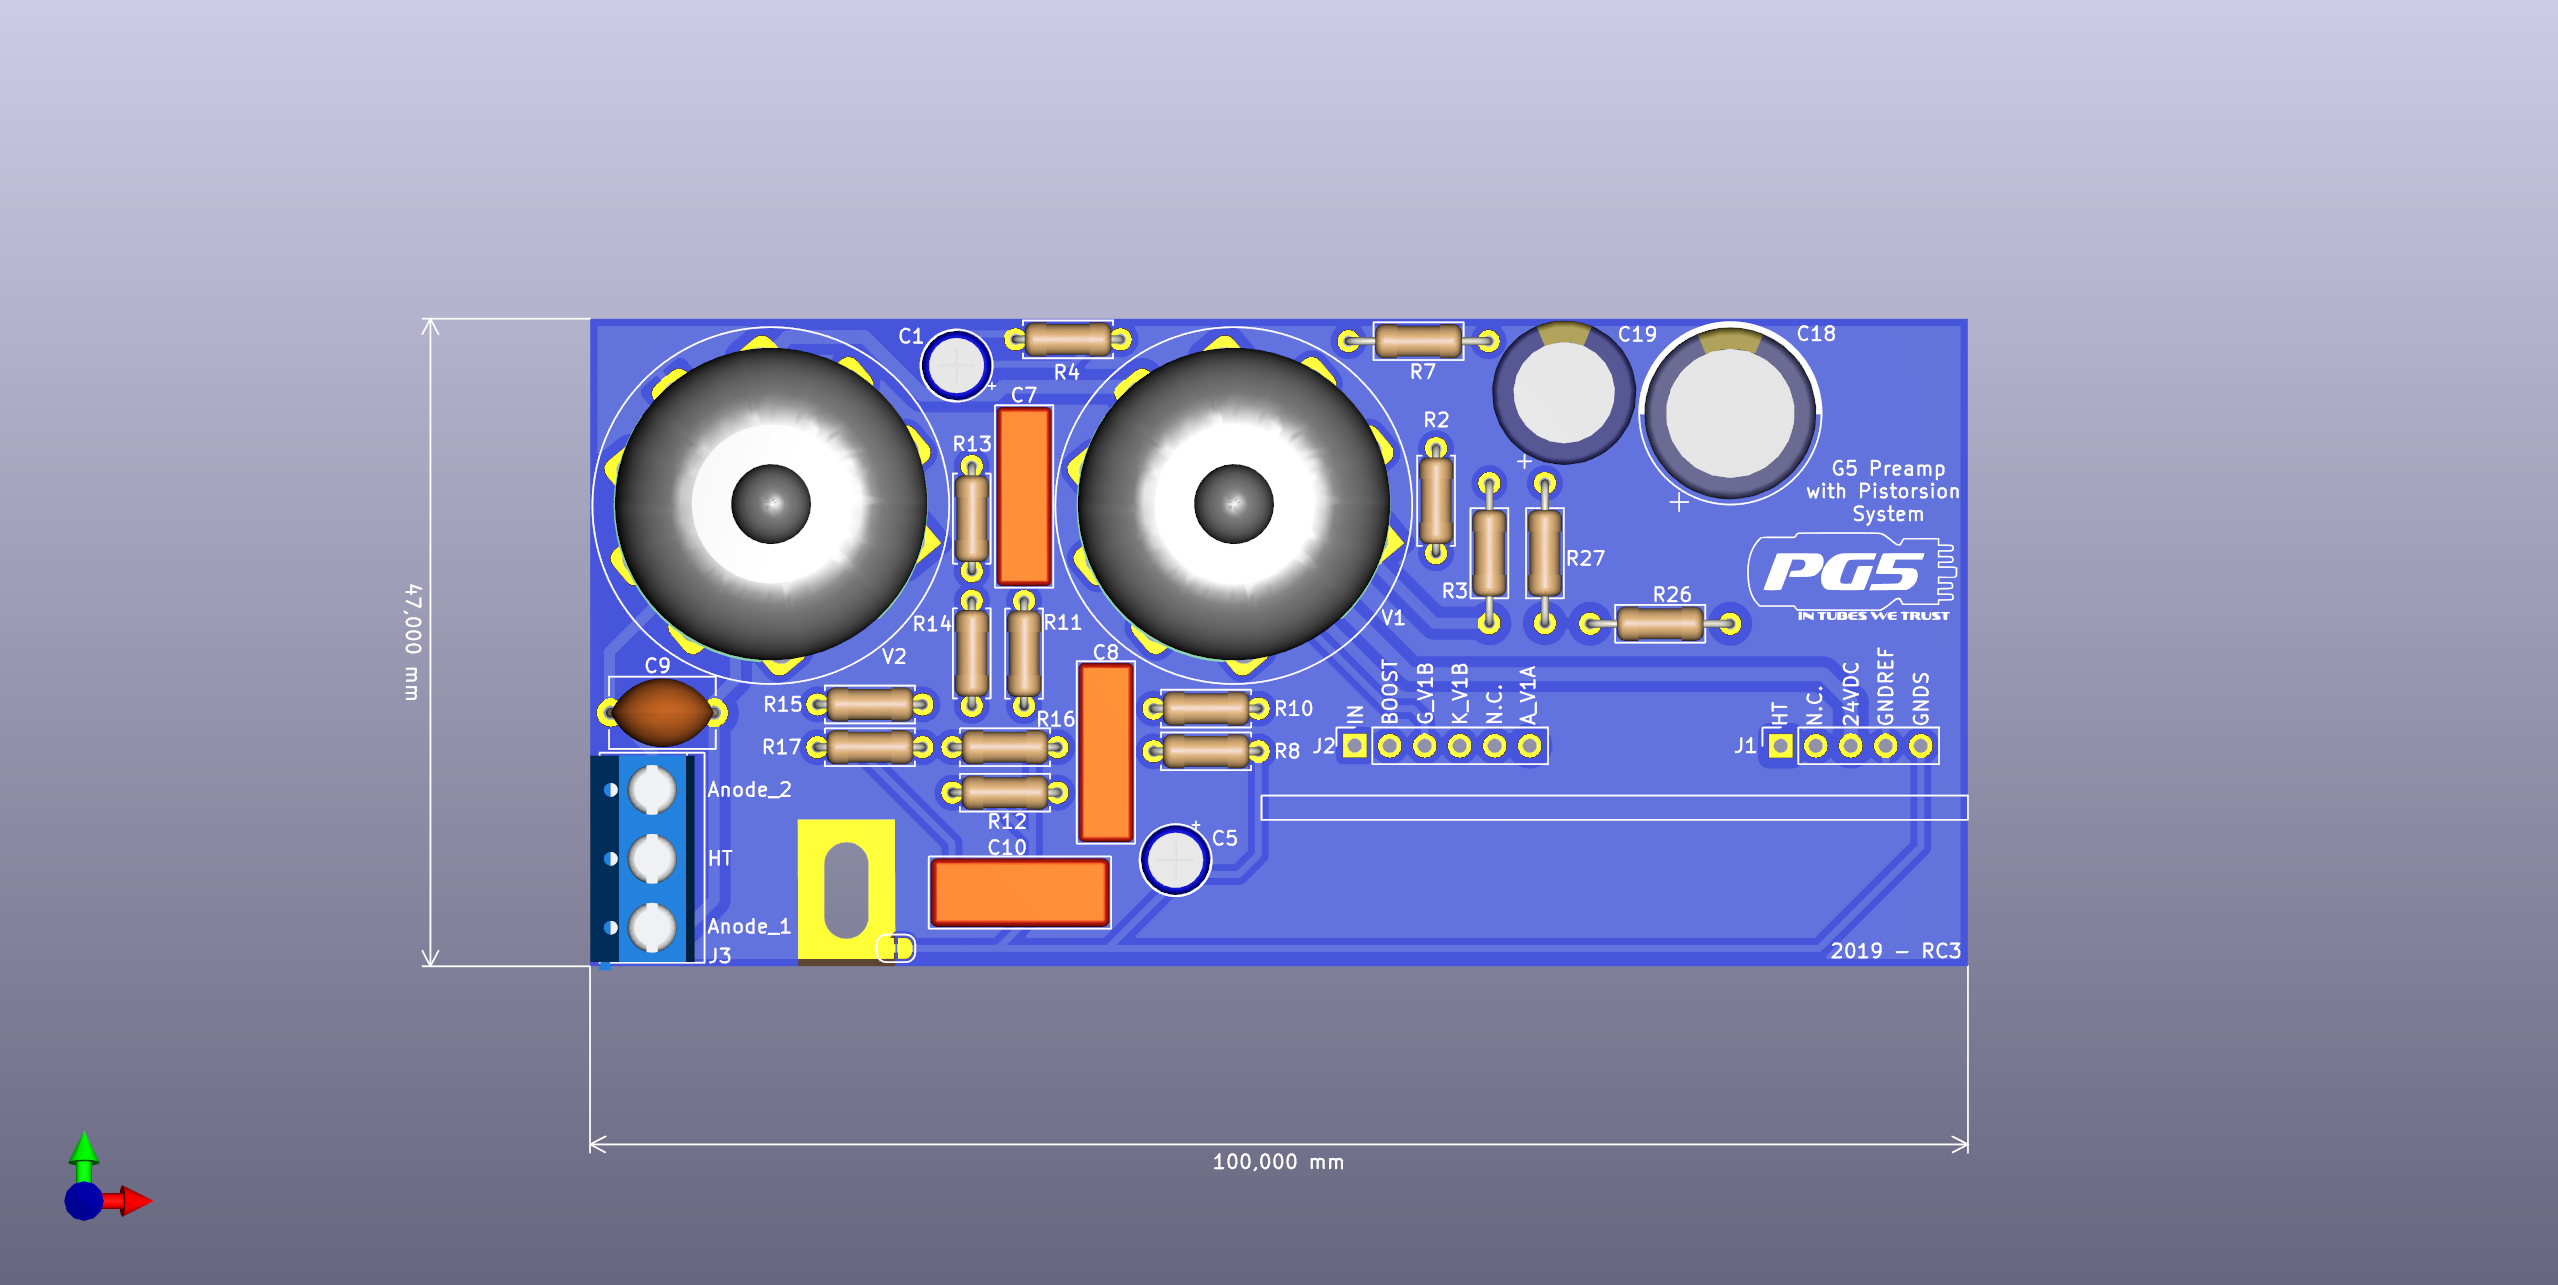 C1
R4
R7
C19
C18
C7
R2
R13
G5 Preamp
with Pistorsion
System
R27
R3
PG5
R26
IN TUBES WE TRUST
R14
R11
V1
C8
V2
C9
R15
R10
R16
R17
R8
J2
IN
BOOST
G_V1B
K_V1B
N.C.
A_V1A
J1
HT
N.C.
24VDC
GNDREF
GNDS
Anode_2
R12
C10
C5
HT
Anode_1
J3
2019 - RC3
47,000 mm
100,000 mm